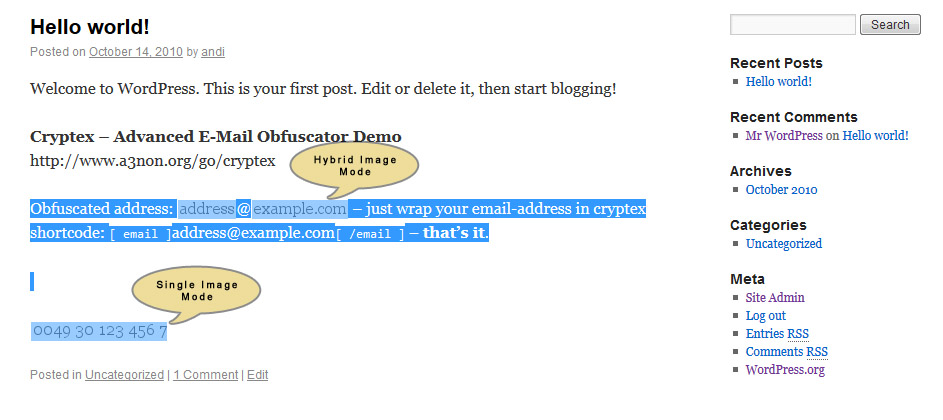 Hello world!
Posted on October 14, 2010 by andi
Welcome to WordPress. This is your first post. Edit or delete it, then start blogging!
Cryptex – Advanced E-Mail Obfuscator Demo
http://www.a3non.org/go/cryptex
Hybrid Image
Mode
Obfuscated address: address@example.com – just wrap your email-address in cryptex
shortcode: [ email ]address@example.com[ /email ] – that's it.
Single Image
Mode
0049 30 123 456 7
Posted in Uncategorized | 1 Comment | Edit
Search
Recent Posts
Hello world!
Recent Comments
Mr WordPress on Hello world!
Archives
October 2010
Categories
Uncategorized
Meta
Site Admin
Log out
Entries RSS
Comments RSS
WordPress.org